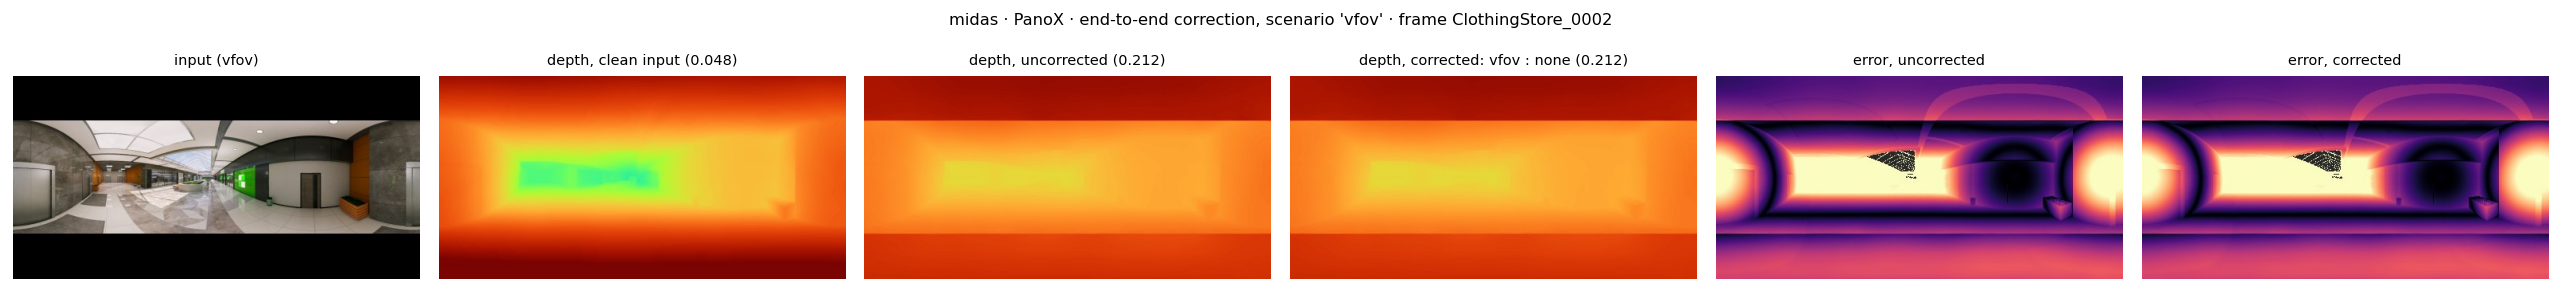 midas · PanoX · end-to-end correction, scenario 'vfov' · frame ClothingStore_0002
input (vfov)
depth, clean input (0.048)
depth, uncorrected (0.212)
depth, corrected: vfov : none (0.212)
error, uncorrected
error, corrected